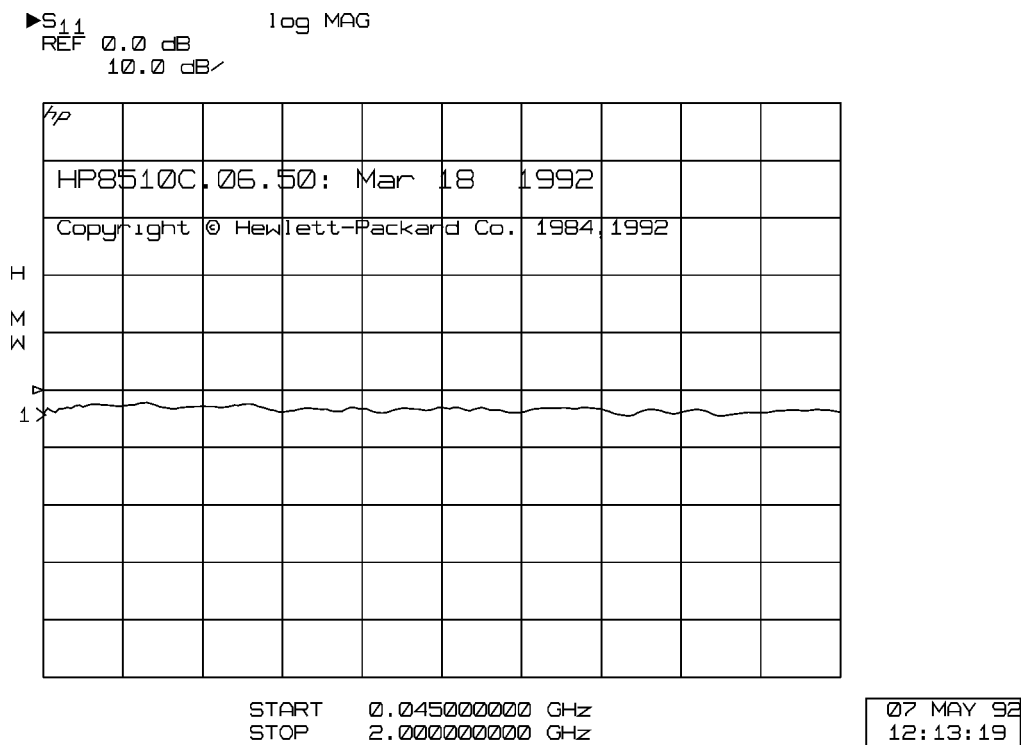 ▶S11 log MAG
REF 0.0 dB
10.0 dB/
hp
HP8510C.06.50: Mar 18 1992
Copyright © Hewlett-Packard Co. 1984,1992
H
M
W
1>
START 0.045000000 GHz
STOP 2.000000000 GHz
07 MAY 92
12:13:19